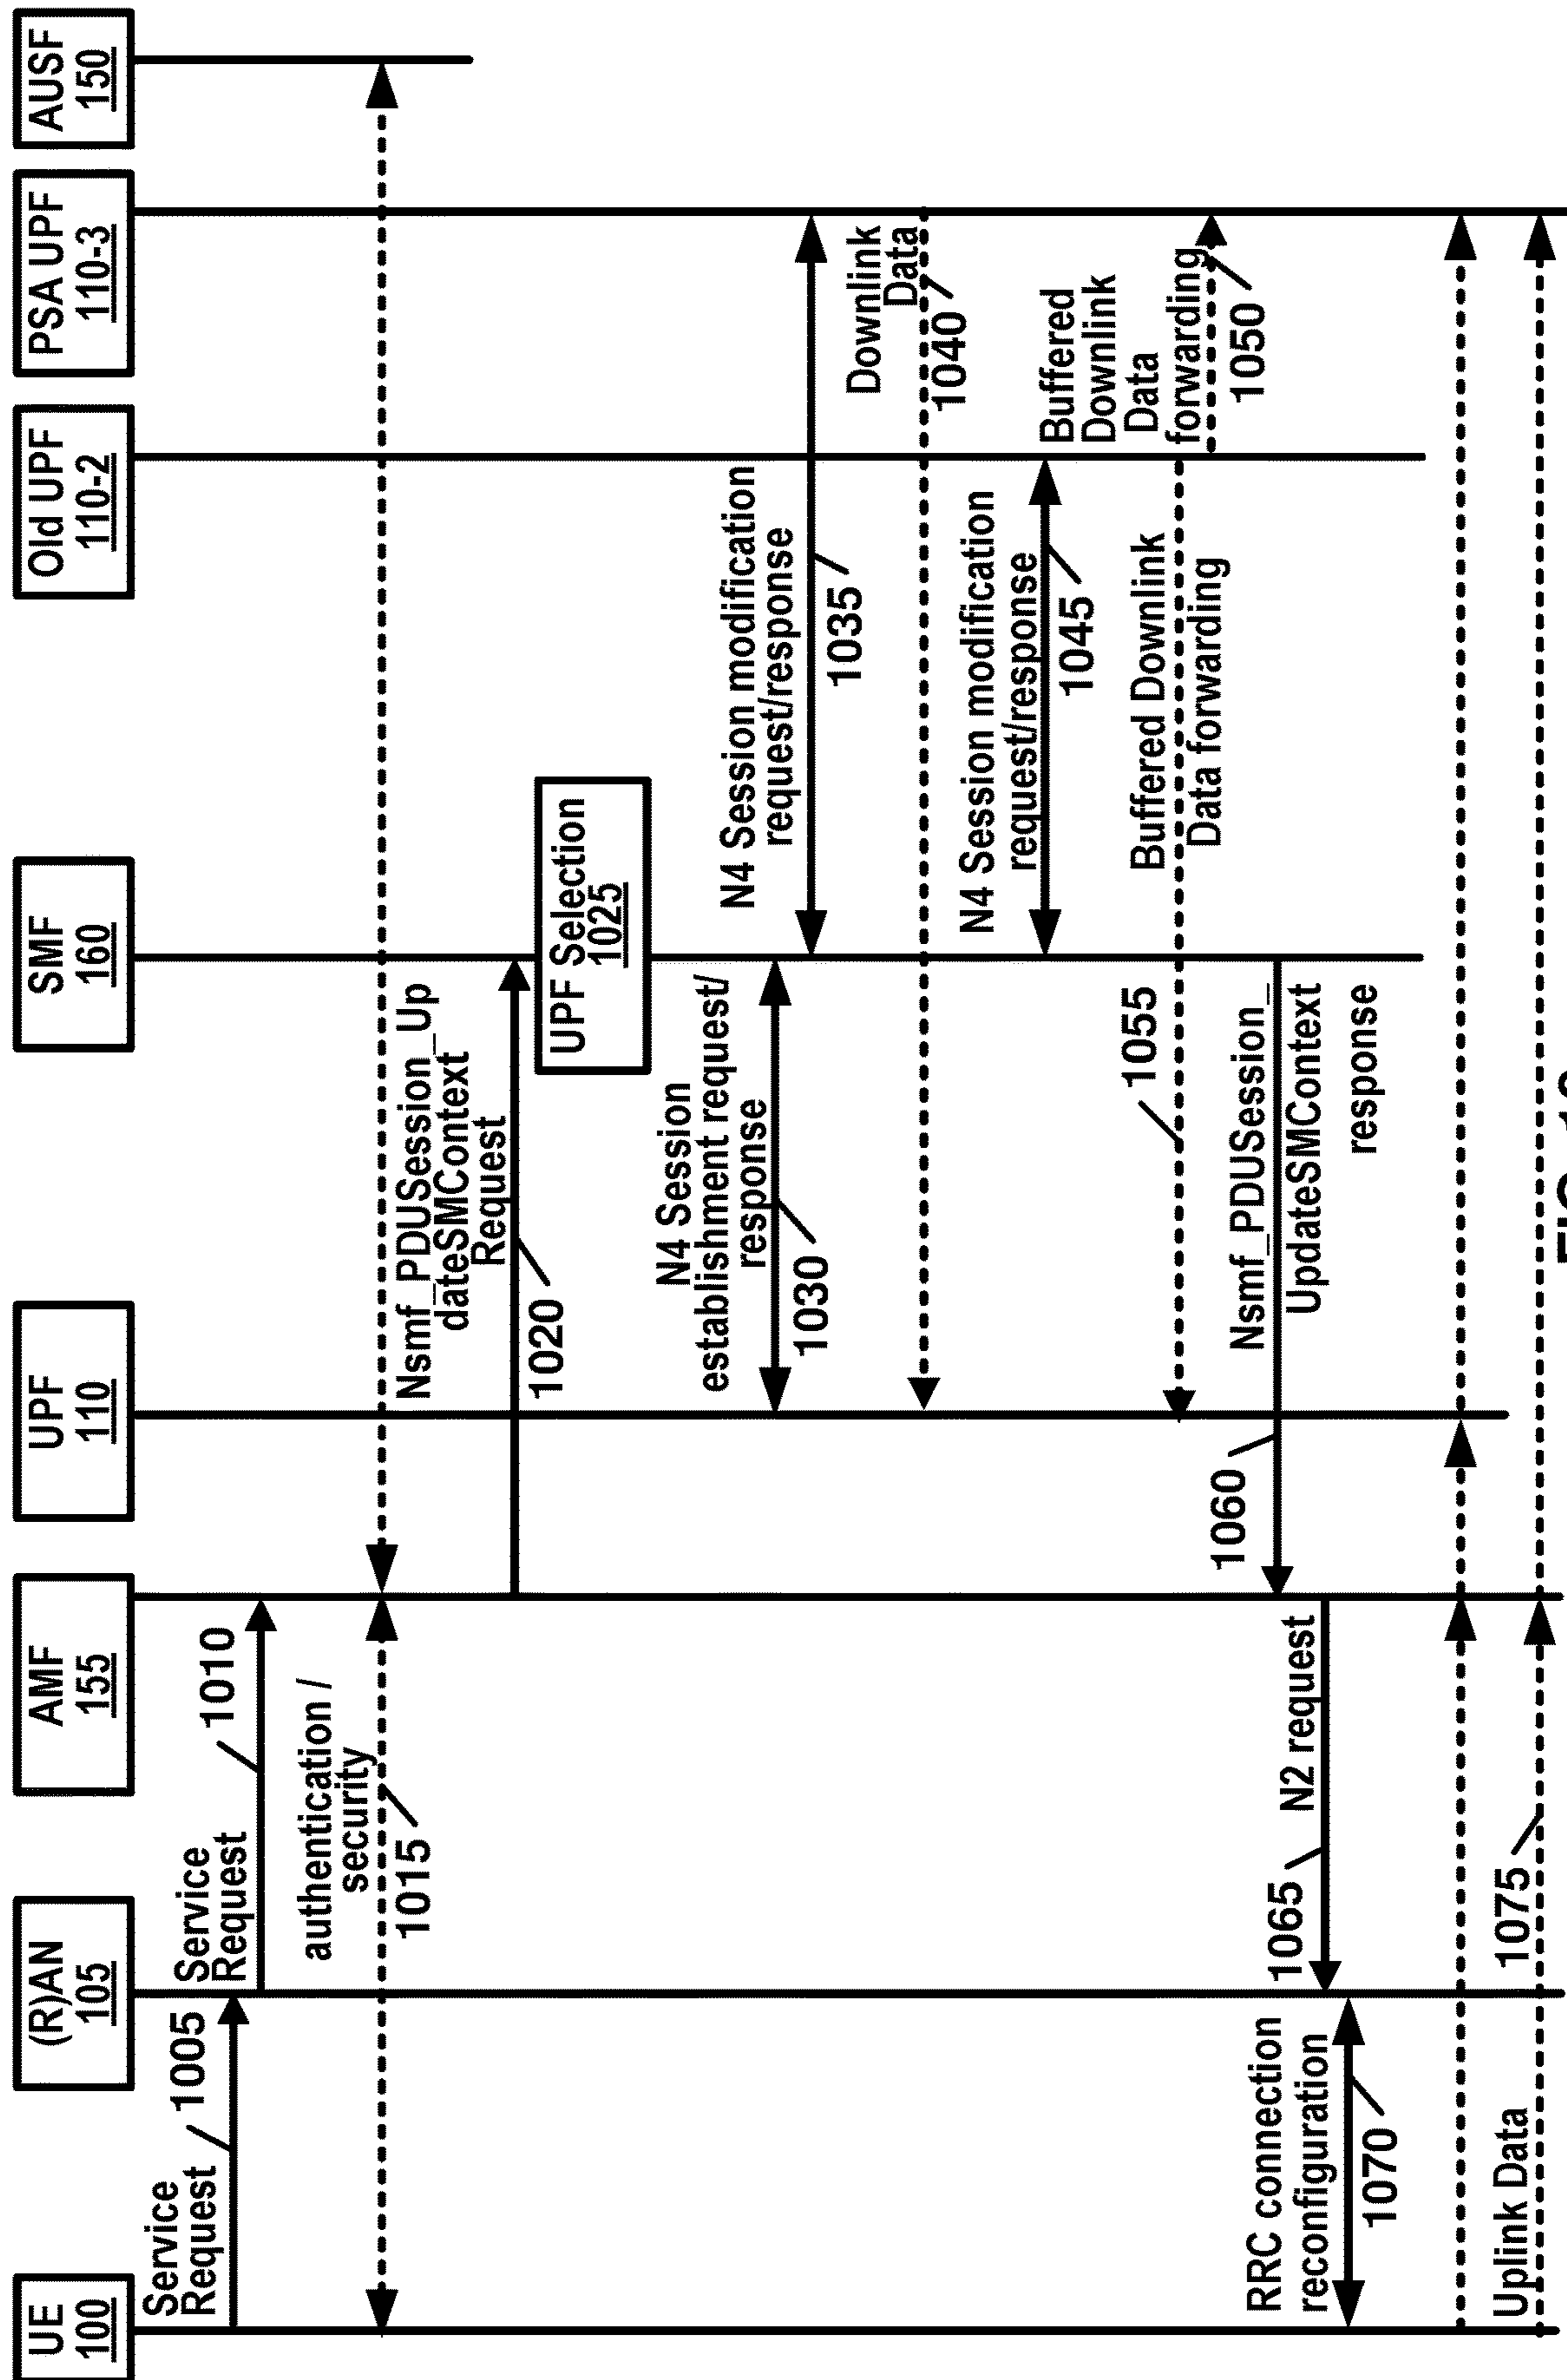 UE
100
(R)AN
105
AMF
155
UPF
110
SMF
160
Old UPF
110-2
PSA UPF
110-3
AUSF
150
Service
Request
1005
Service
Request
1010
authentication /
security
1015
Nsmf_PDUSession_Up
dateSMContext
Request
1020
UPF Selection
1025
N4 Session
establishment request/
response
1030
N4 Session modification
request/response
1035
Downlink
Data
1040
N4 Session modification
request/response
1045
Buffered
Downlink
Data
forwarding
1050
Buffered Downlink
Data forwarding
1055
Nsmf_PDUSession_
UpdateSMContext
response
1060
N2 request
1065
RRC connection
reconfiguration
1070
Uplink Data
1075